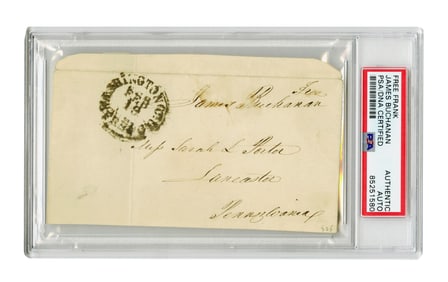 WASHINGTON
Free
James Buchanan
Miss Sarah L Porter
Lancaster
Pennsylvania
FREE FRANK
JAMES BUCHANAN
PSA DNA CERTIFIED
PSA
AUTHENTIC
AUTO
85251580